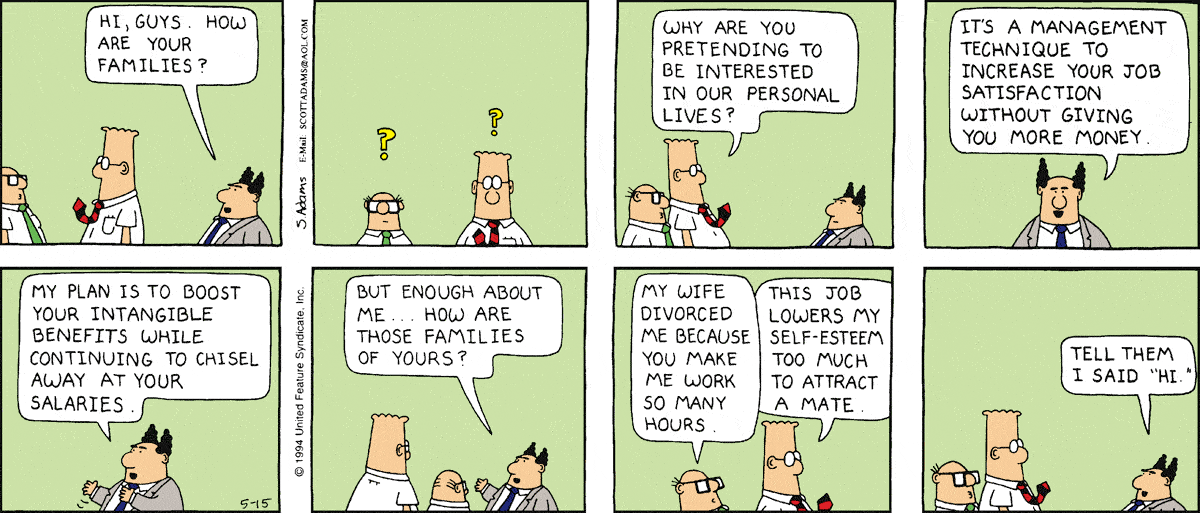 HI, GUYS. HOW
ARE YOUR
FAMILIES?
S. Adams E-Mail: SCOTTADAMS@AOL.COM
?
?
WHY ARE YOU
PRETENDING TO
BE INTERESTED
IN OUR PERSONAL
LIVES?
IT'S A MANAGEMENT
TECHNIQUE TO
INCREASE YOUR JOB
SATISFACTION
WITHOUT GIVING
YOU MORE MONEY.
MY PLAN IS TO BOOST
YOUR INTANGIBLE
BENEFITS WHILE
CONTINUING TO CHISEL
AWAY AT YOUR
SALARIES.
5-15
© 1994 United Feature Syndicate, Inc.
BUT ENOUGH ABOUT
ME... HOW ARE
THOSE FAMILIES
OF YOURS?
MY WIFE
DIVORCED
ME BECAUSE
YOU MAKE
ME WORK
SO MANY
HOURS.
THIS JOB
LOWERS MY
SELF-ESTEEM
TOO MUCH
TO ATTRACT
A MATE.
TELL THEM
I SAID "HI."